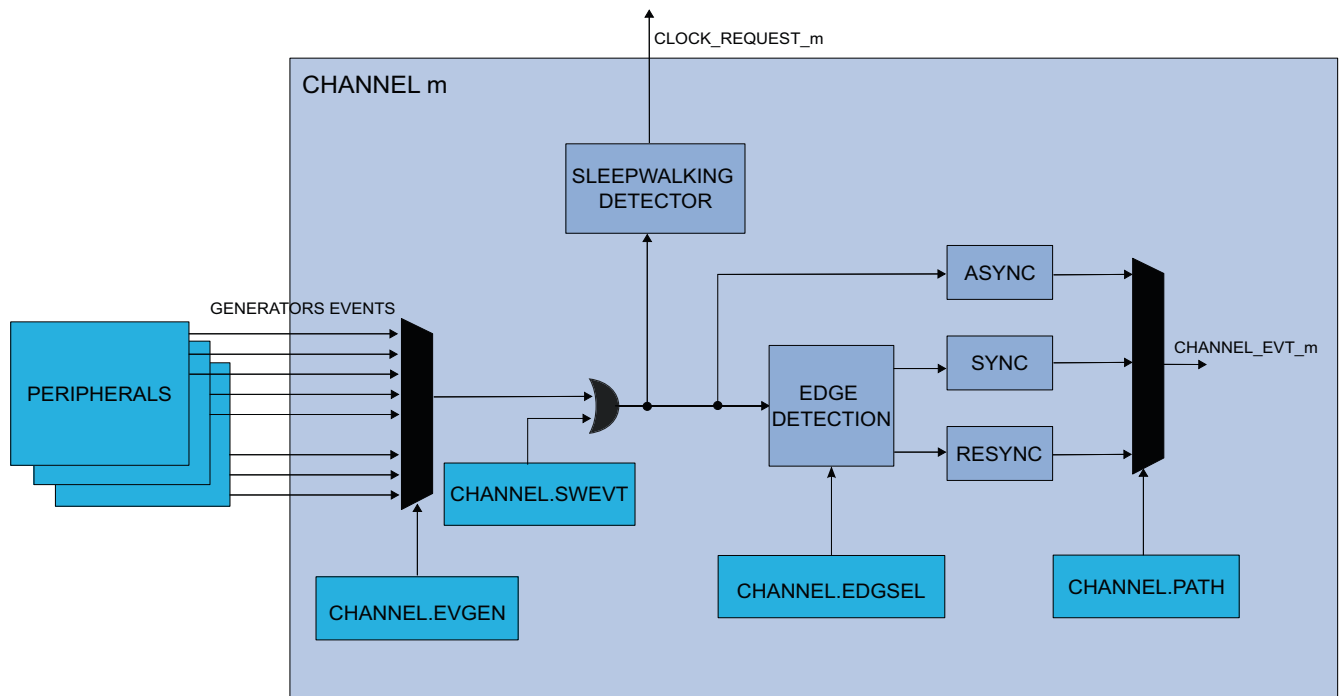 CLOCK_REQUEST_m
CHANNEL m
SLEEPWALKING
DETECTOR
ASYNC
GENERATORS EVENTS
CHANNEL_EVT_m
SYNC
PERIPHERALS
EDGE
DETECTION
RESYNC
CHANNEL.SWEVT
CHANNEL.EDGSEL
CHANNEL.PATH
CHANNEL.EVGEN